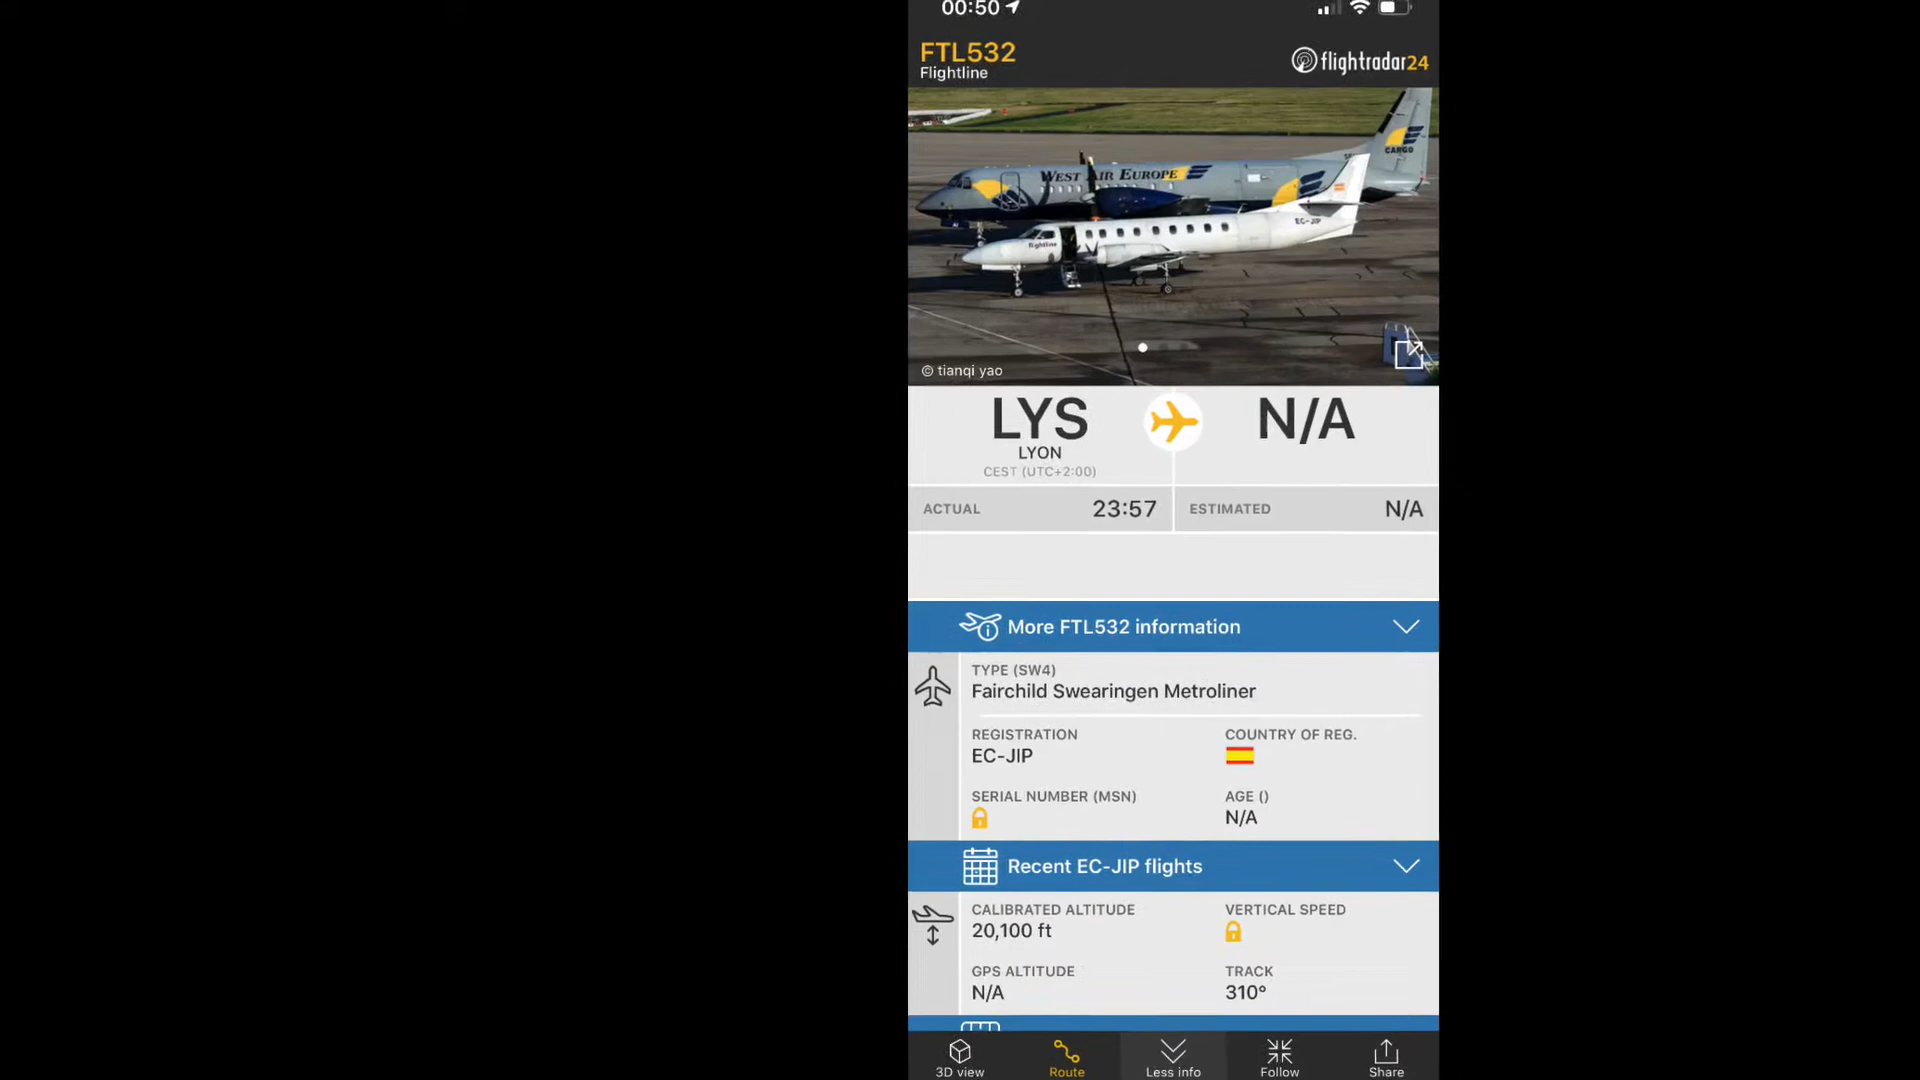 00:50
FTL532
Flightline
flightradar24
CARGO
WEST AIR EUROPE
EC-JIP
flightline
© tianqi yao
LYS
LYON
CEST (UTC+2:00)
N/A
ACTUAL 23:57
ESTIMATED N/A
More FTL532 information
TYPE (SW4)
Fairchild Swearingen Metroliner
REGISTRATION
EC-JIP
COUNTRY OF REG.
SERIAL NUMBER (MSN)
AGE ()
N/A
Recent EC-JIP flights
CALIBRATED ALTITUDE
20,100 ft
VERTICAL SPEED
GPS ALTITUDE
N/A
TRACK
310°
3D view
Route
Less info
Follow
Share